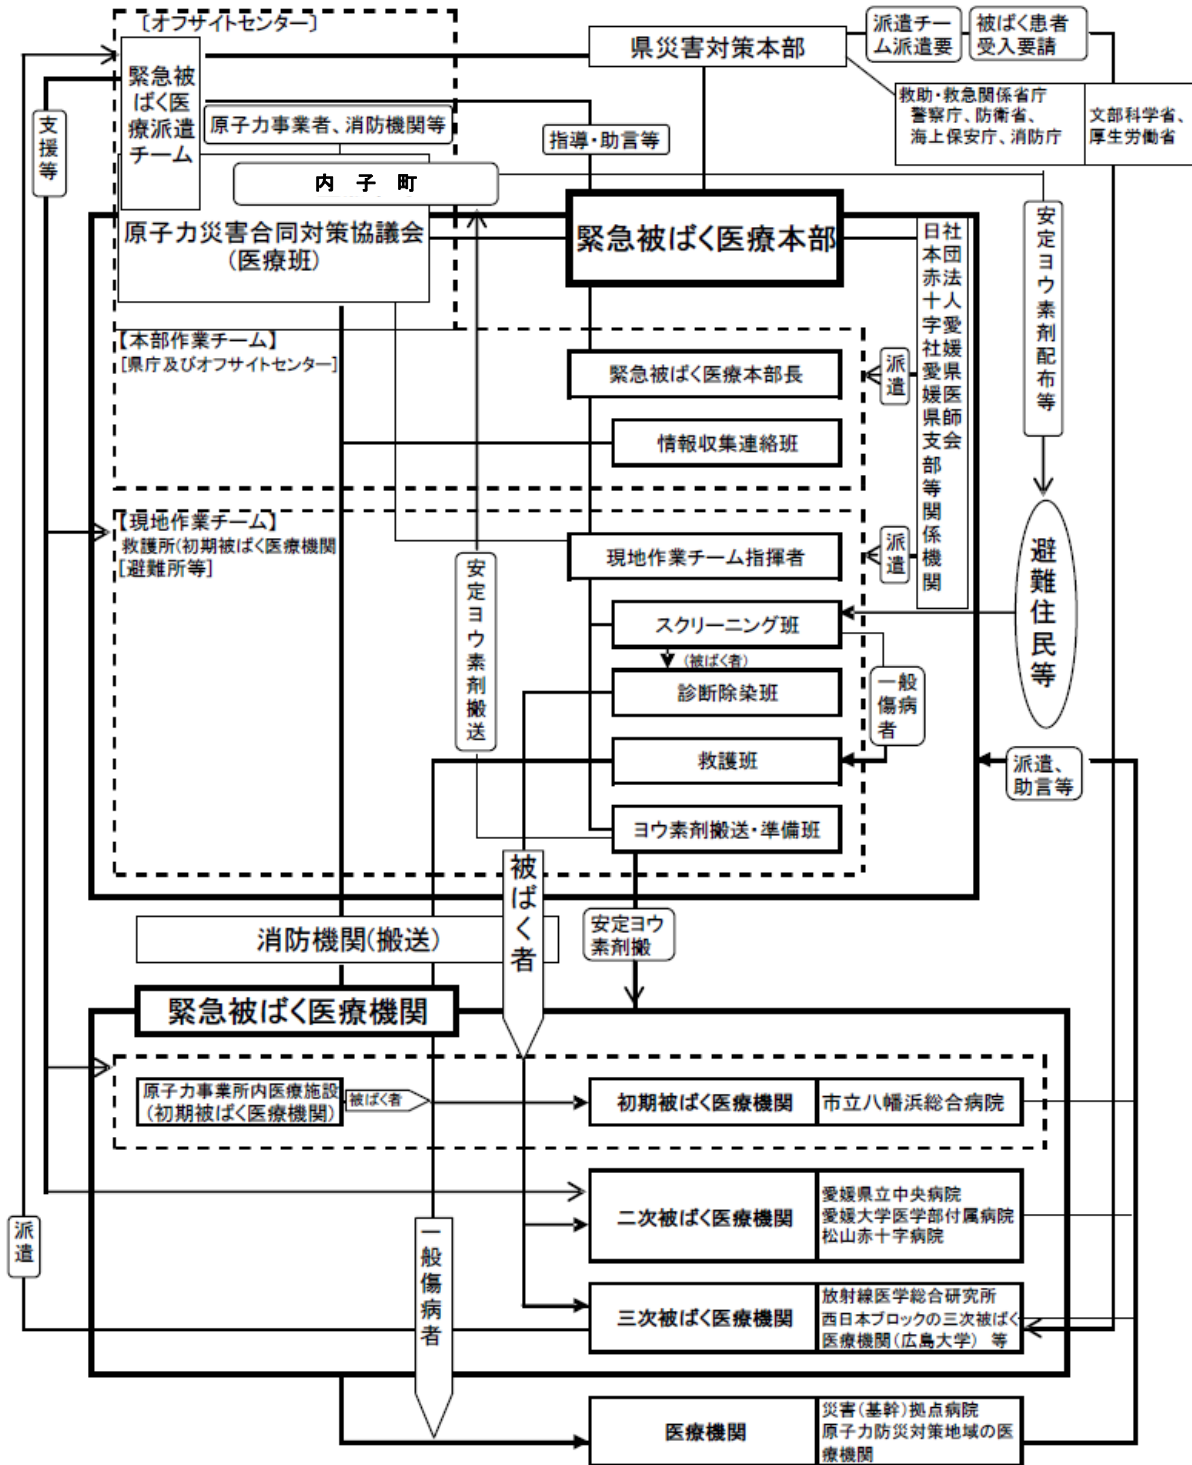 ［オフサイトセンター］
緊急被
ばく医
療派遣
チーム
県災害対策本部
派遣チー
ム派遣要
被ばく患者
受入要請
救助・救急関係省庁
警察庁、防衛省、
海上保安庁、消防庁
文部科学省、
厚生労働省
支援等
原子力事業者、消防機関等
指導・助言等
内 子 町
原子力災害合同対策協議会
(医療班)
緊急被ばく医療本部
社団法人愛媛県医師会
日本赤十字社愛媛県支部等関係機関
安定ヨウ素剤配布等
【本部作業チーム】
[県庁及びオフサイトセンター]
緊急被ばく医療本部長
派遣
情報収集連絡班
【現地作業チーム】
救護所(初期被ばく医療機関
[避難所等]
現地作業チーム指揮者
派遣
避難住民等
安定ヨウ素剤搬送
スクリーニング班
(被ばく者)
診断除染班
一般
傷病
者
救護班
派遣、
助言等
ヨウ素剤搬送・準備班
被ばく者
消防機関(搬送)
安定ヨウ
素剤搬
緊急被ばく医療機関
原子力事業所内医療施設
(初期被ばく医療機関)
被ばく者
初期被ばく医療機関
市立八幡浜総合病院
二次被ばく医療機関
愛媛県立中央病院
愛媛大学医学部付属病院
松山赤十字病院
派遣
一般傷病者
三次被ばく医療機関
放射線医学総合研究所
西日本ブロックの三次被ばく
医療機関(広島大学) 等
医療機関
災害(基幹)拠点病院
原子力防災対策地域の医
療機関